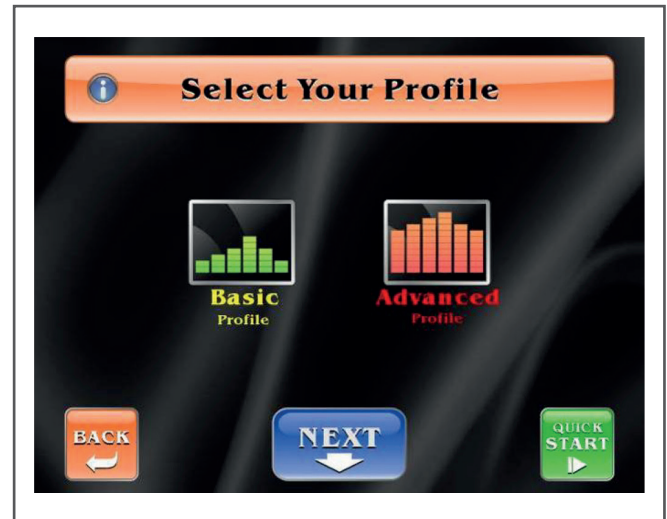 Select Your Profile
Basic
Profile
Advanced
Profile
BACK
NEXT
QUICK
START